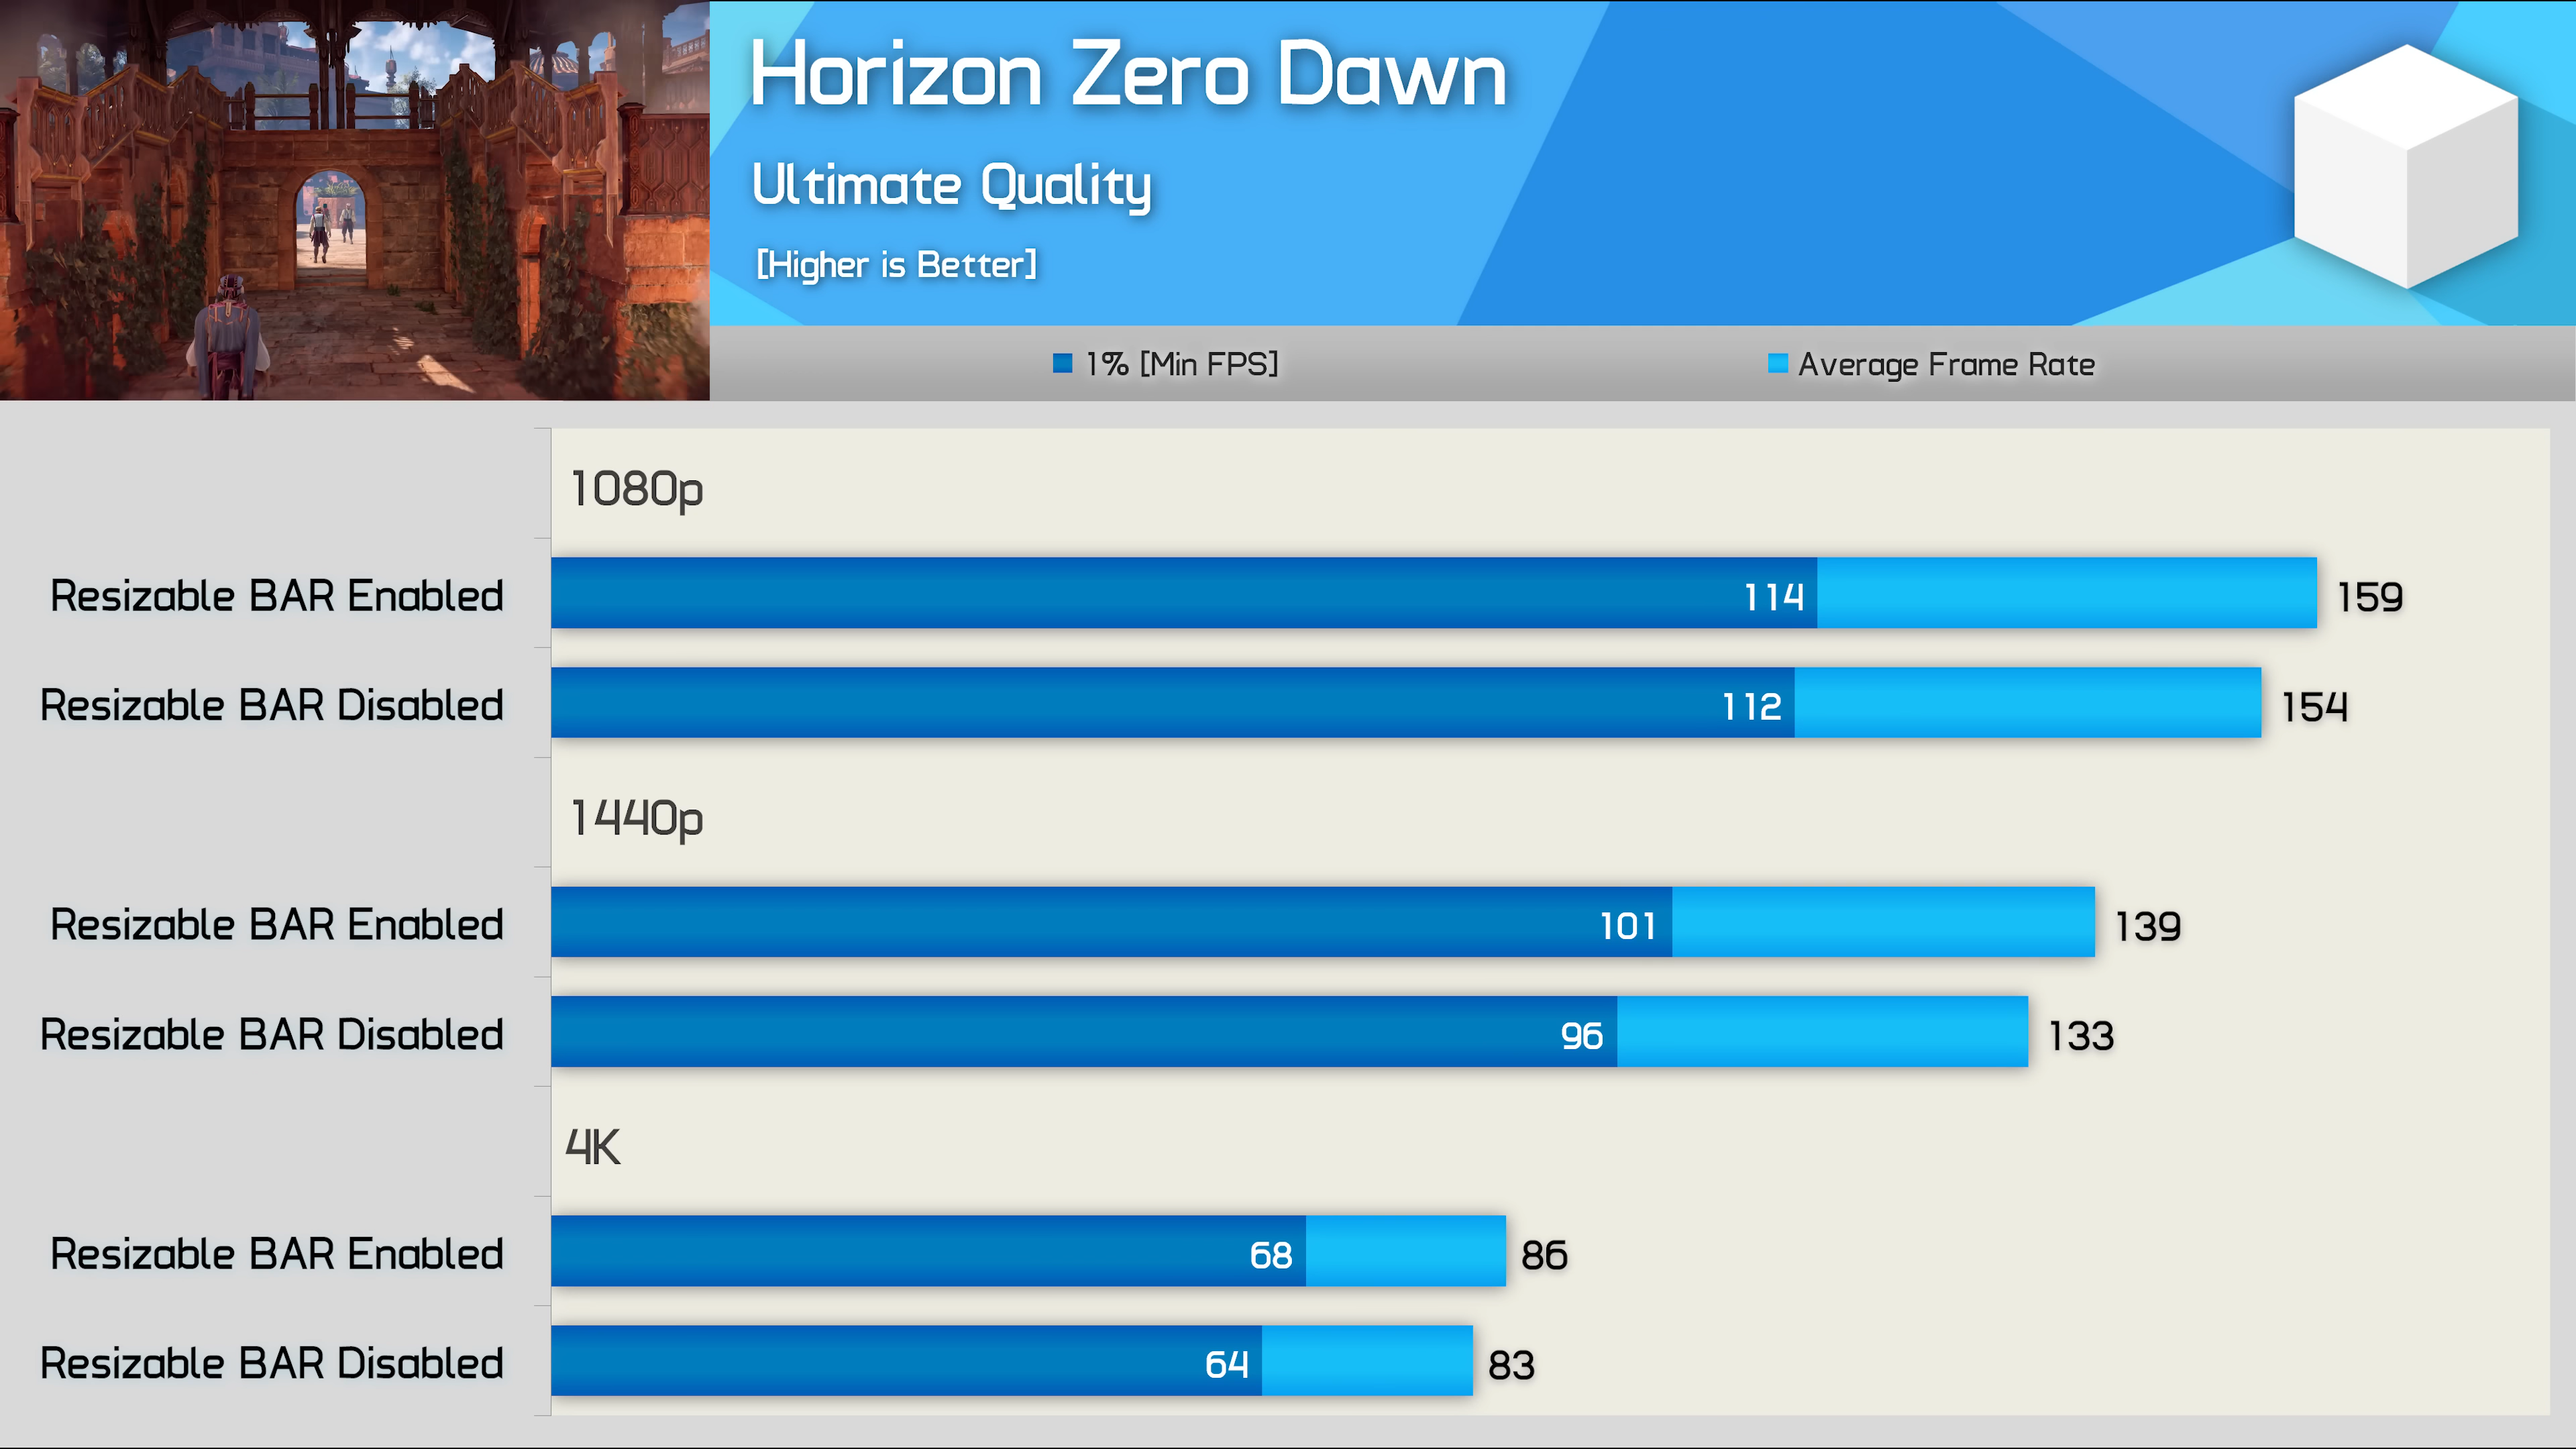 Horizon Zero Dawn
Ultimate Quality
[Higher is Better]
1% [Min FPS] Average Frame Rate
1080p
Resizable BAR Enabled 114 159
Resizable BAR Disabled 112 154
1440p
Resizable BAR Enabled 101 139
Resizable BAR Disabled 96 133
4K
Resizable BAR Enabled 68 86
Resizable BAR Disabled 64 83